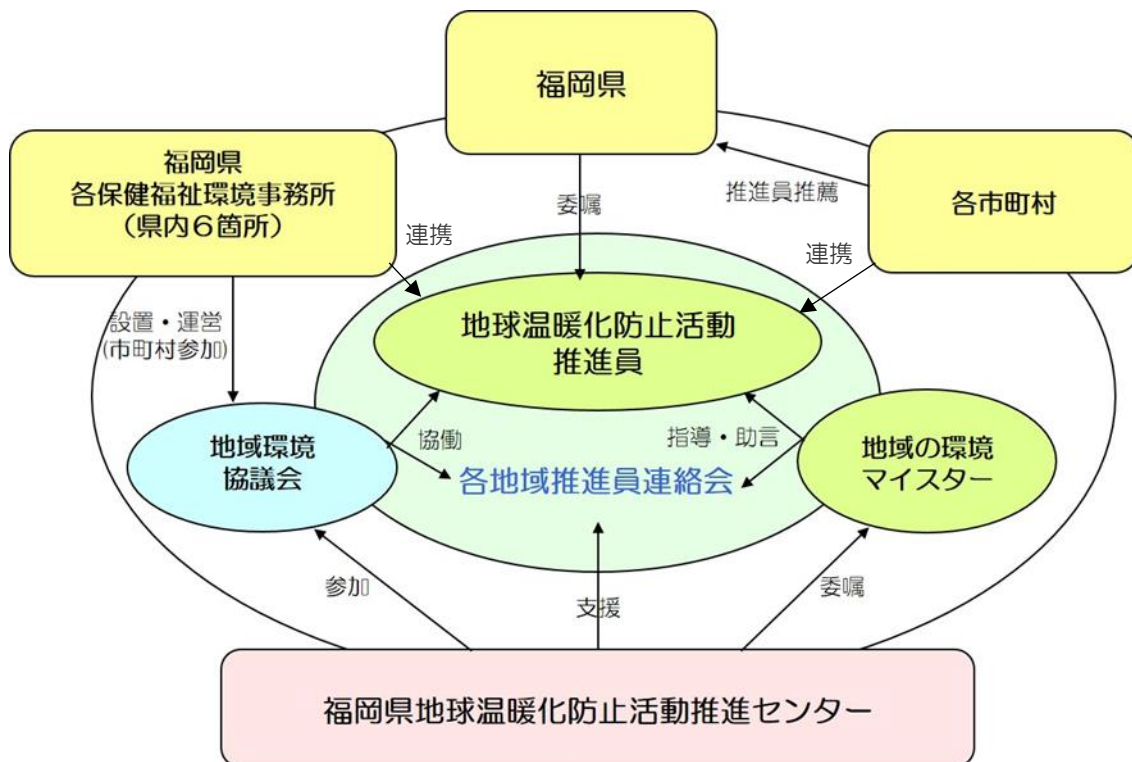 福岡県
福岡県
各保健福祉環境事務所
（県内６箇所）
各市町村
委嘱
推進員推薦
連携
連携
地球温暖化防止活動
推進員
設置・運営
(市町村参加)
地域環境
協議会
協働
指導・助言
地域の環境
マイスター
各地域推進員連絡会
参加
支援
委嘱
福岡県地球温暖化防止活動推進センター